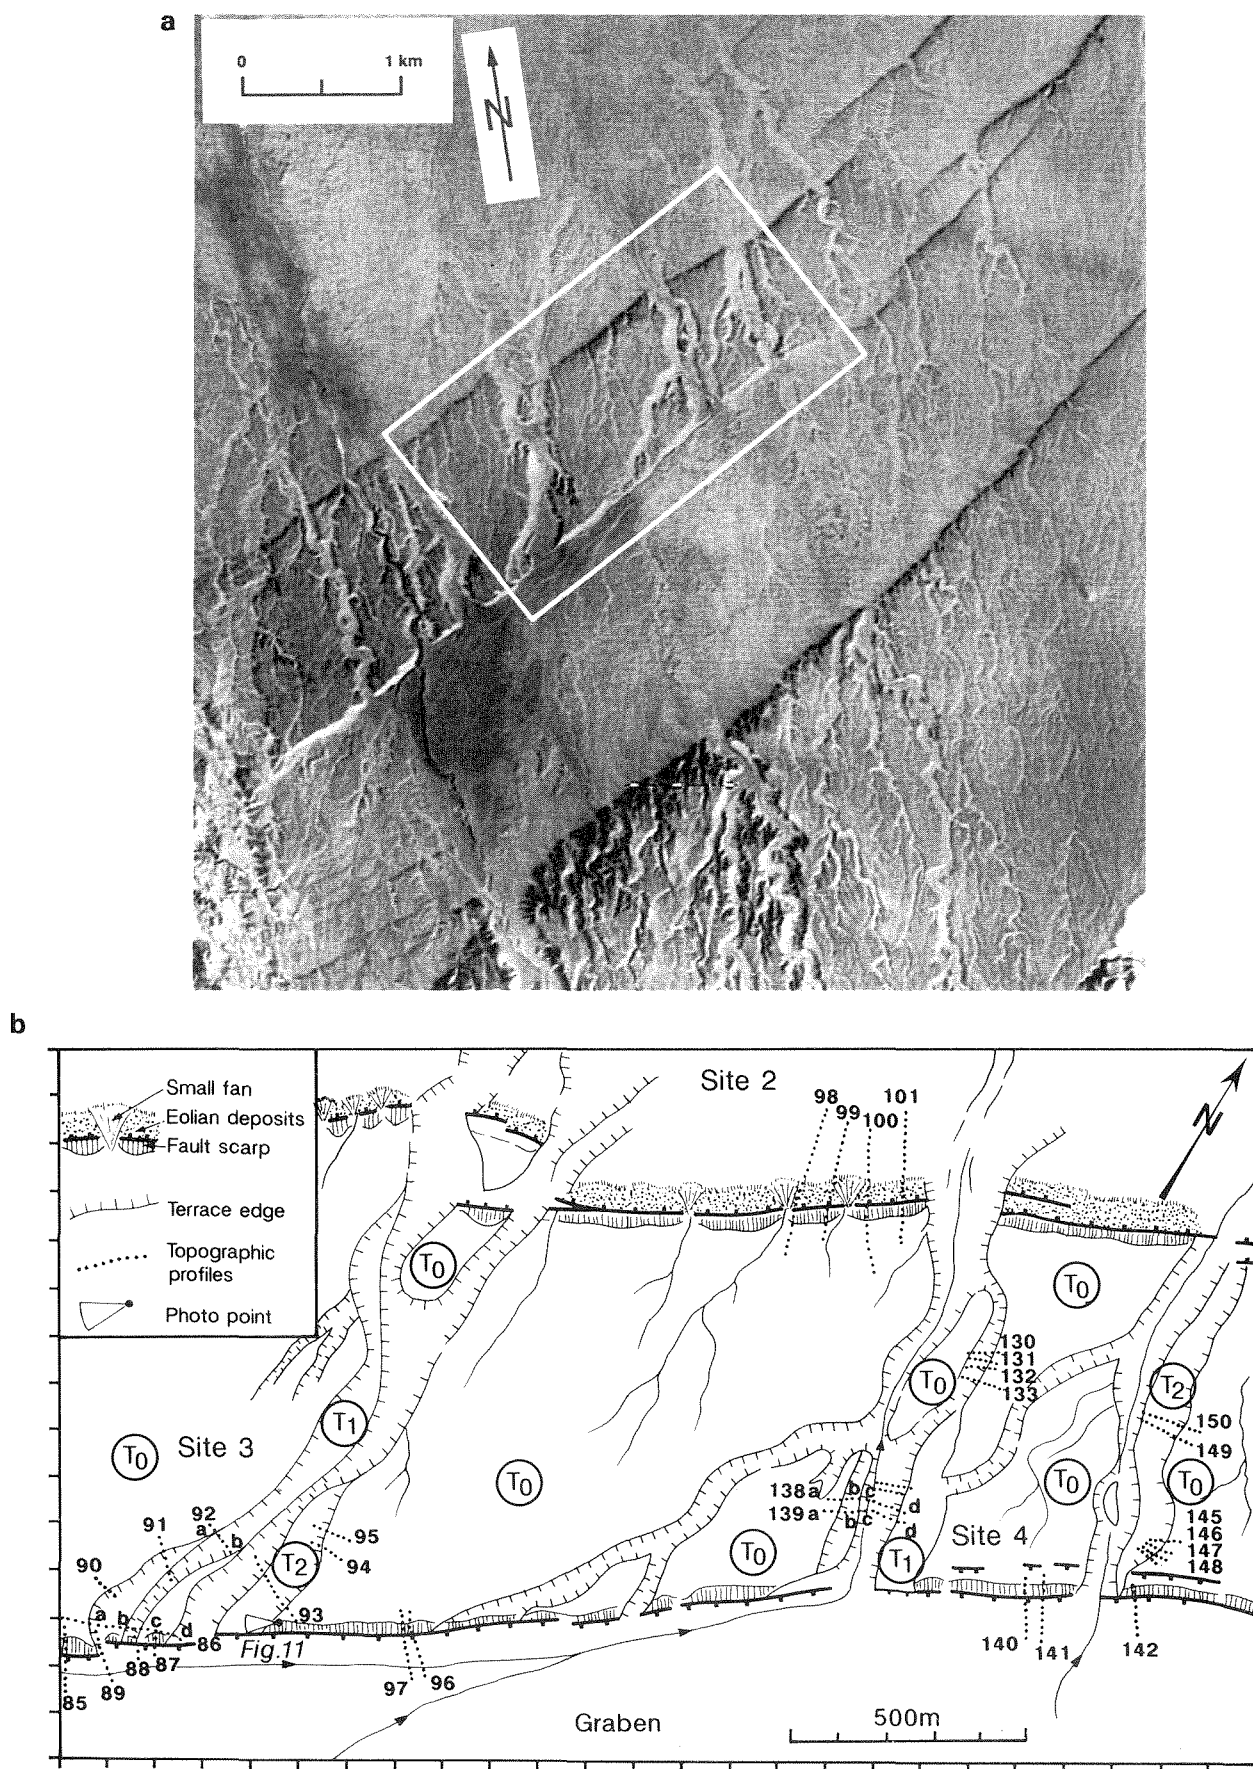 a
0 1 km
N
b
Small fan
Eolian deposits
Fault scarp
Terrace edge
Topographic
profiles
Photo point
Site 2
98
99
100
101
N
T0
T0
130
131
132
133
T0
T2
T1
150
149
Site 3
T0
T0
T0
T0
138a b c d
139a b c d
92
a
b
91
95
94
T2
Site 4
145
146
147
148
T0
T1
90
93
a b c d
86
Fig.11
88 87
89
85
97 96
140 141 142
Graben
500m